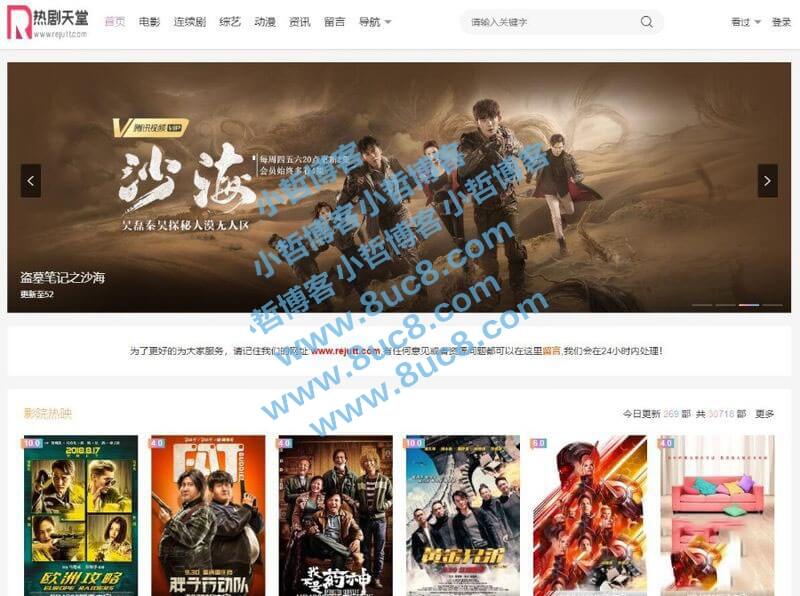 热剧天堂
www.rejutt.com
首页 电影 连续剧 综艺 动漫 资讯 留言 导航
请输入关键字
看过 登录
腾讯视频 VIP
沙海
每周四五六20点更新2集
会员始终多看
吴磊秦昊探秘大漠无人区
盗墓笔记之沙海
更新至52
小哲博客小哲博客
小哲博客小哲博客小哲博客
www.8uc8.com
www.8uc8.com
www.8uc8.com
为了更好的为大家服务，请记住我们的网址 www.rejutt.com,有任何意见或者资源问题都可以在这里留言,我们会在24小时内处理！
影院热映
今日更新 269 部 共 30718 部 更多
10.0 4.0 4.0 10.0 6.0 4.0
2018.8.17
欧洲攻略
EUROPE RAIDERS
FAT
BUDDIES
9.30
胖子行动队
我不是药神
黄金兄弟